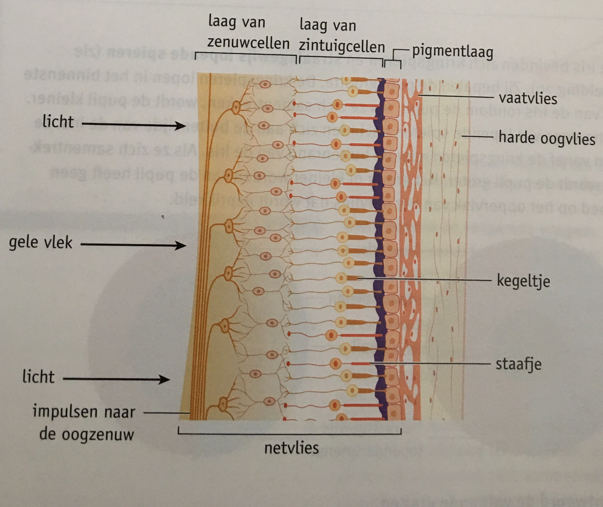 laag van
zenuwcellen
laag van
zintuigcellen
pigmentlaag
licht
vaatvlies
harde oogvlies
gele vlek
kegeltje
staafje
licht
impulsen naar
de oogzenuw
netvlies